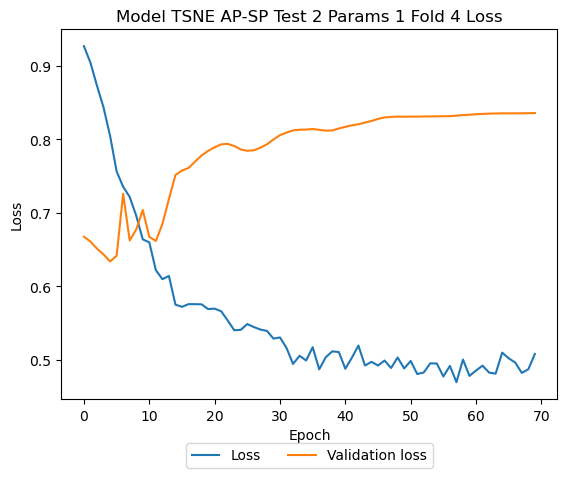 Model TSNE AP-SP Test 2 Params 1 Fold 4 Loss
0.9
0.8
0.7
0.6
0.5
Loss
0 10 20 30 40 50 60 70
Epoch
Loss Validation loss